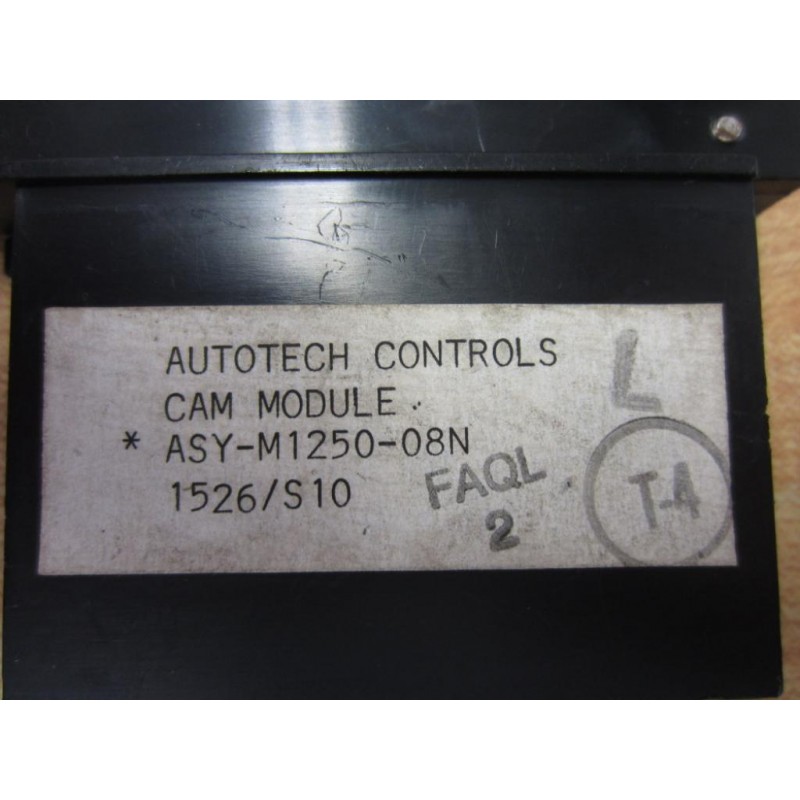 AUTOTECH CONTROLS
CAM MODULE
* ASY-M1250-08N
1526/S10
L
FAQL
2
T-4